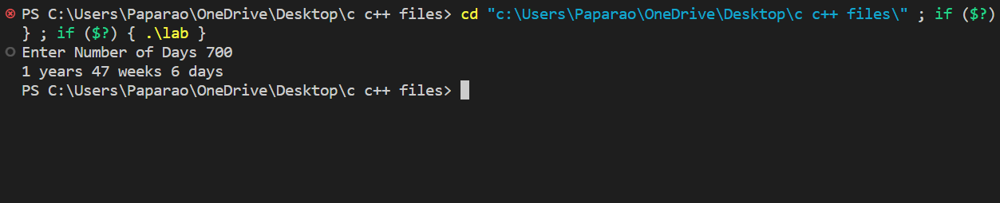 PS C:\Users\Paparao\OneDrive\Desktop\c c++ files> cd "c:\Users\Paparao\OneDrive\Desktop\c c++ files\" ; if ($?)
} ; if ($?) { .\lab }
Enter Number of Days 700
1 years 47 weeks 6 days
PS C:\Users\Paparao\OneDrive\Desktop\c c++ files>